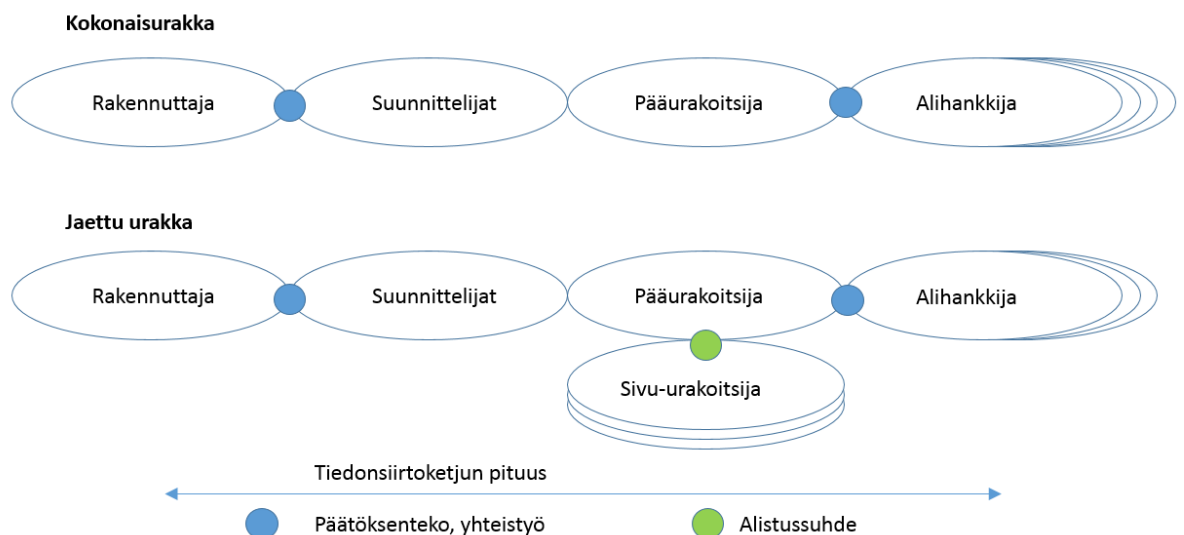 Kokonaisurakka
Rakennuttaja
Suunnittelijat
Pääurakoitsija
Alihankkija
Jaettu urakka
Rakennuttaja
Suunnittelijat
Pääurakoitsija
Alihankkija
Sivu-urakoitsija
Tiedonsiirtoketjun pituus
Päätöksenteko, yhteistyö
Alistussuhde